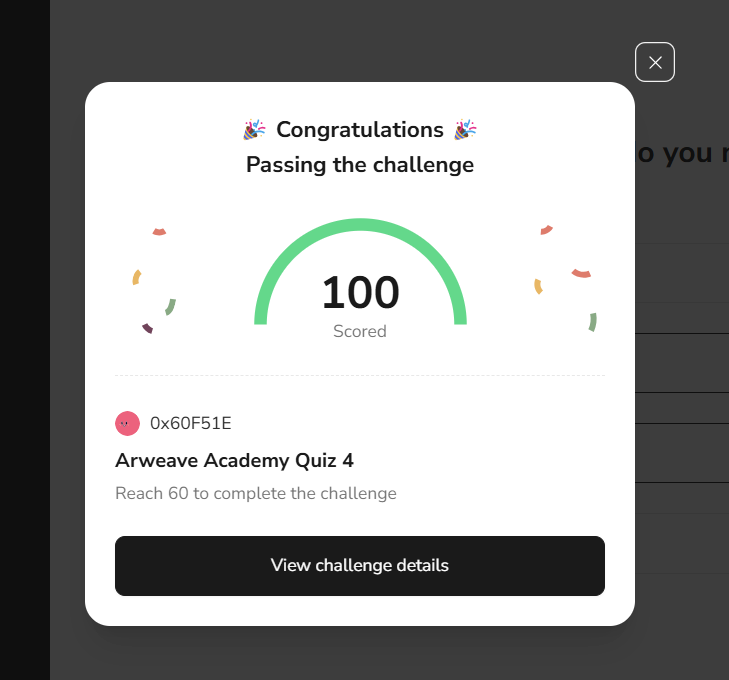 🎉 Congratulations 🎉
Passing the challenge
o you
100
Scored
0x60F51E
Arweave Academy Quiz 4
Reach 60 to complete the challenge
View challenge details